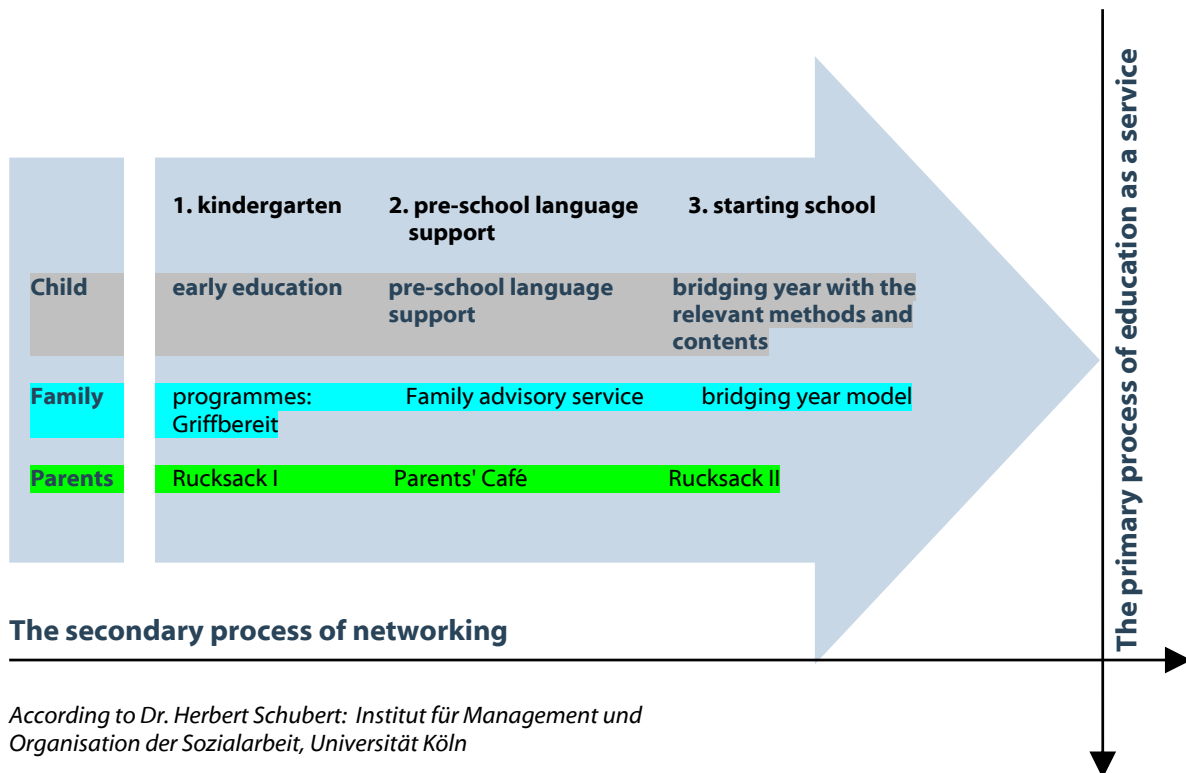 The primary process of education as a service
1. kindergarten
2. pre-school language
support
3. starting school
Child
early education
pre-school language
support
bridging year with the
relevant methods and
contents
Family
programmes:
Griffbereit
Family advisory service
bridging year model
Parents
Rucksack I
Parents' Café
Rucksack II
The secondary process of networking
According to Dr. Herbert Schubert: Institut für Management und
Organisation der Sozialarbeit, Universität Köln